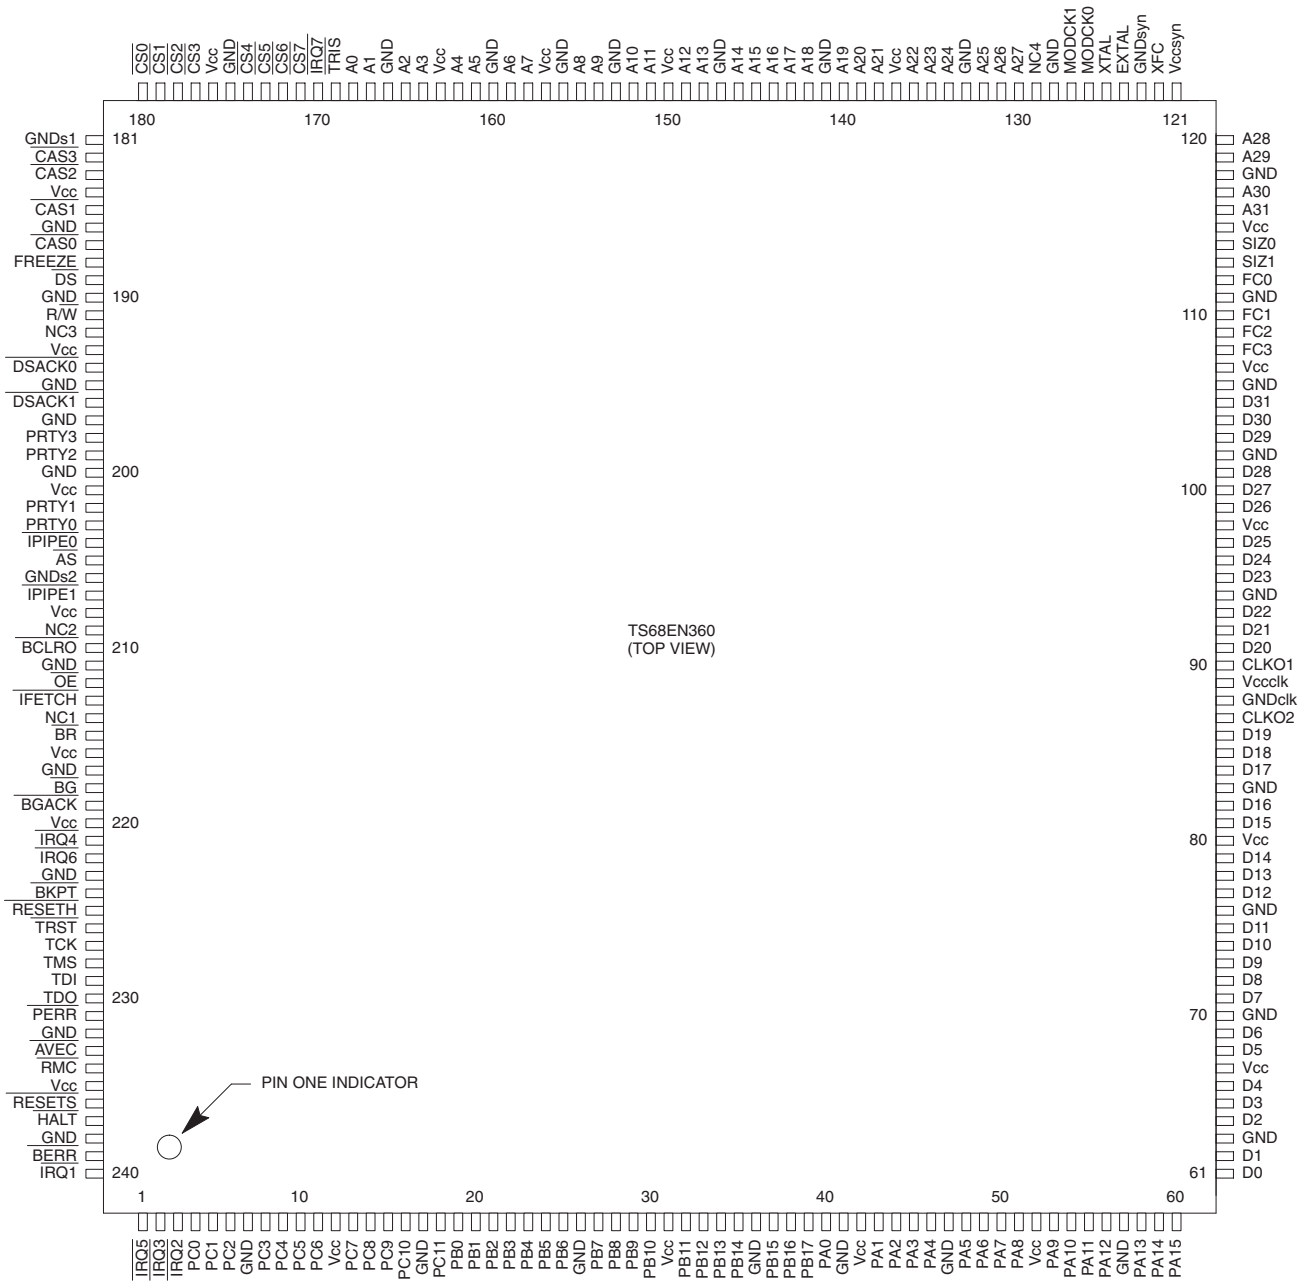 CS0
CS1
CS2
CS3
Vcc
GND
CS4
CS5
CS6
CS7
IRQ7
TRIS
A0
A1
GND
A2
A3
Vcc
A4
A5
GND
A6
A7
Vcc
GND
A8
A9
GND
A10
A11
Vcc
A12
A13
GND
A14
A15
A16
A17
A18
GND
A19
A20
A21
Vcc
A22
A23
A24
GND
A25
A26
A27
NC4
GND
MODCK1
MODCK0
XTAL
EXTAL
GNDsyn
XFC
Vccsyn
180
170
160
150
140
130
121
GNDs1
CAS3
CAS2
Vcc
CAS1
GND
CAS0
FREEZE
DS
GND
R/W
NC3
Vcc
DSACK0
GND
DSACK1
GND
PRTY3
PRTY2
GND
Vcc
PRTY1
PRTY0
IPIPE0
AS
GNDs2
IPIPE1
Vcc
NC2
BCLRO
GND
OE
IFETCH
NC1
BR
Vcc
GND
BG
BGACK
Vcc
IRQ4
IRQ6
GND
BKPT
RESETH
TRST
TCK
TMS
TDI
TDO
PERR
GND
AVEC
RMC
Vcc
RESETS
HALT
GND
BERR
IRQ1
181
190
200
210
220
230
240
TS68EN360
(TOP VIEW)
PIN ONE INDICATOR
120
110
100
90
80
70
61
A28
A29
GND
A30
A31
Vcc
SIZ0
SIZ1
FC0
GND
FC1
FC2
FC3
Vcc
GND
D31
D30
D29
GND
D28
D27
D26
Vcc
D25
D24
D23
GND
D22
D21
D20
CLKO1
Vccclk
GNDclk
CLKO2
D19
D18
D17
GND
D16
D15
Vcc
D14
D13
D12
GND
D11
D10
D9
D8
D7
GND
D6
D5
Vcc
D4
D3
D2
GND
D1
D0
1
10
20
30
40
50
60
IRQ5
IRQ3
IRQ2
PC0
PC1
PC2
GND
PC3
PC4
PC5
PC6
Vcc
PC7
PC8
PC9
PC10
GND
PC11
PB0
PB1
PB2
PB3
PB4
PB5
PB6
GND
PB7
PB8
PB9
PB10
Vcc
PB11
PB12
PB13
PB14
GND
PB15
PB16
PB17
PA0
GND
Vcc
PA1
PA2
PA3
PA4
GND
PA5
PA6
PA7
PA8
Vcc
PA9
PA10
PA11
PA12
GND
PA13
PA14
PA15